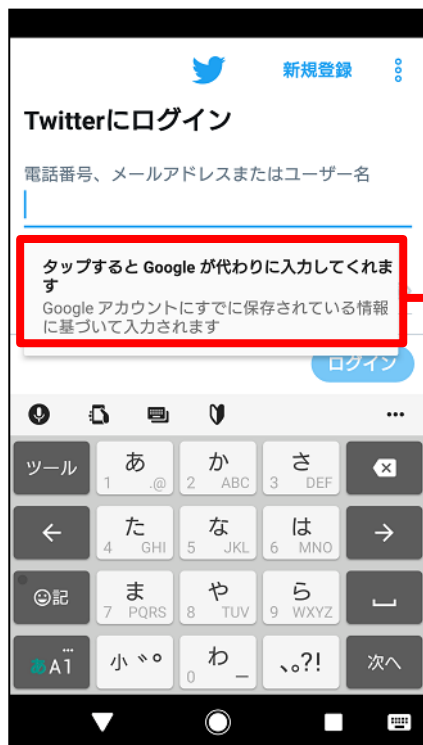 新規登録
Twitterにログイン
電話番号、メールアドレスまたはユーザー名
タップすると Google が代わりに入力してくれま
す
Google アカウントにすでに保存されている情報
に基づいて入力されます
ログイン
ツール あ 1 .@ か 2 ABC さ 3 DEF
← た 4 GHI な 5 JKL は 6 MNO →
記 ま 7 PQRS や 8 TUV ら 9 WXYZ
あA1 小゛゜ わ 0 _ 、。?! 次へ